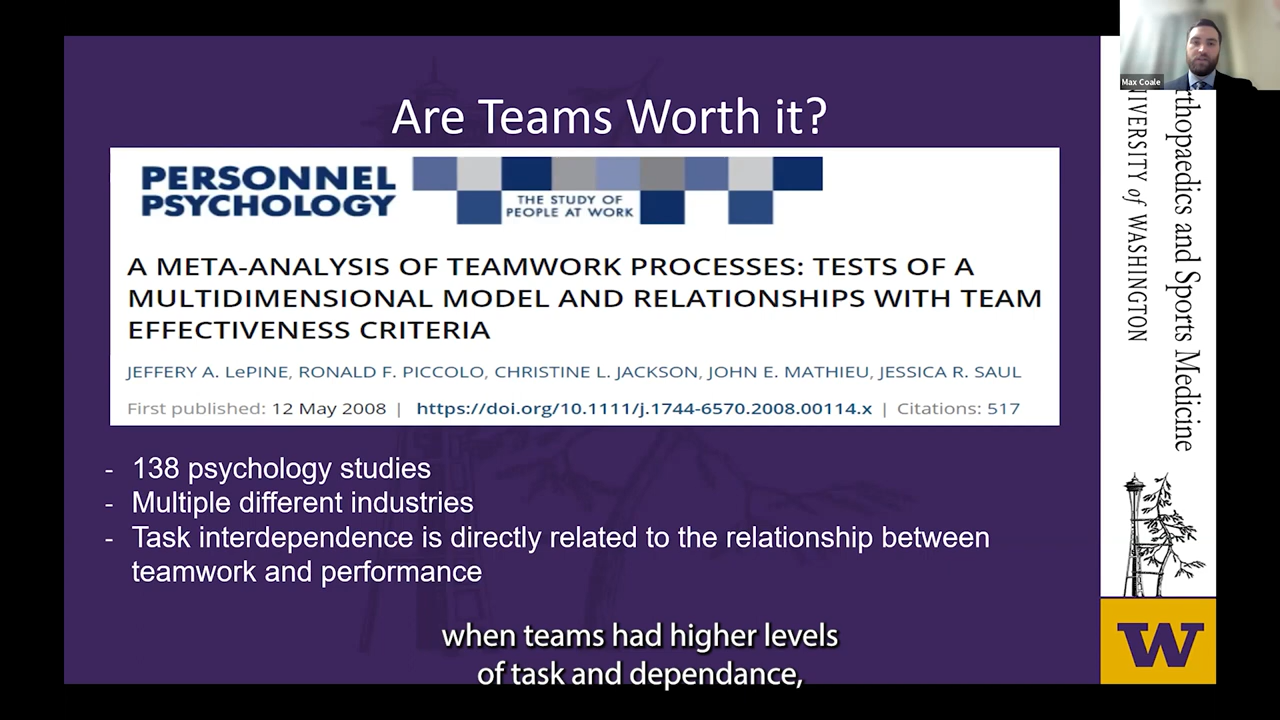 Max Coale
Are Teams Worth it?
PERSONNEL
PSYCHOLOGY
THE STUDY OF
PEOPLE AT WORK
A META-ANALYSIS OF TEAMWORK PROCESSES: TESTS OF A
MULTIDIMENSIONAL MODEL AND RELATIONSHIPS WITH TEAM
EFFECTIVENESS CRITERIA
JEFFERY A. LePINE, RONALD F. PICCOLO, CHRISTINE L. JACKSON, JOHN E. MATHIEU, JESSICA R. SAUL
First published: 12 May 2008 | https://doi.org/10.1111/j.1744-6570.2008.00114.x | Citations: 517
- 138 psychology studies
- Multiple different industries
- Task interdependence is directly related to the relationship between
teamwork and performance
when teams had higher levels
of task and dependance,
rthopaedics and Sports Medicine
NIVERSITY of WASHINGTON
W